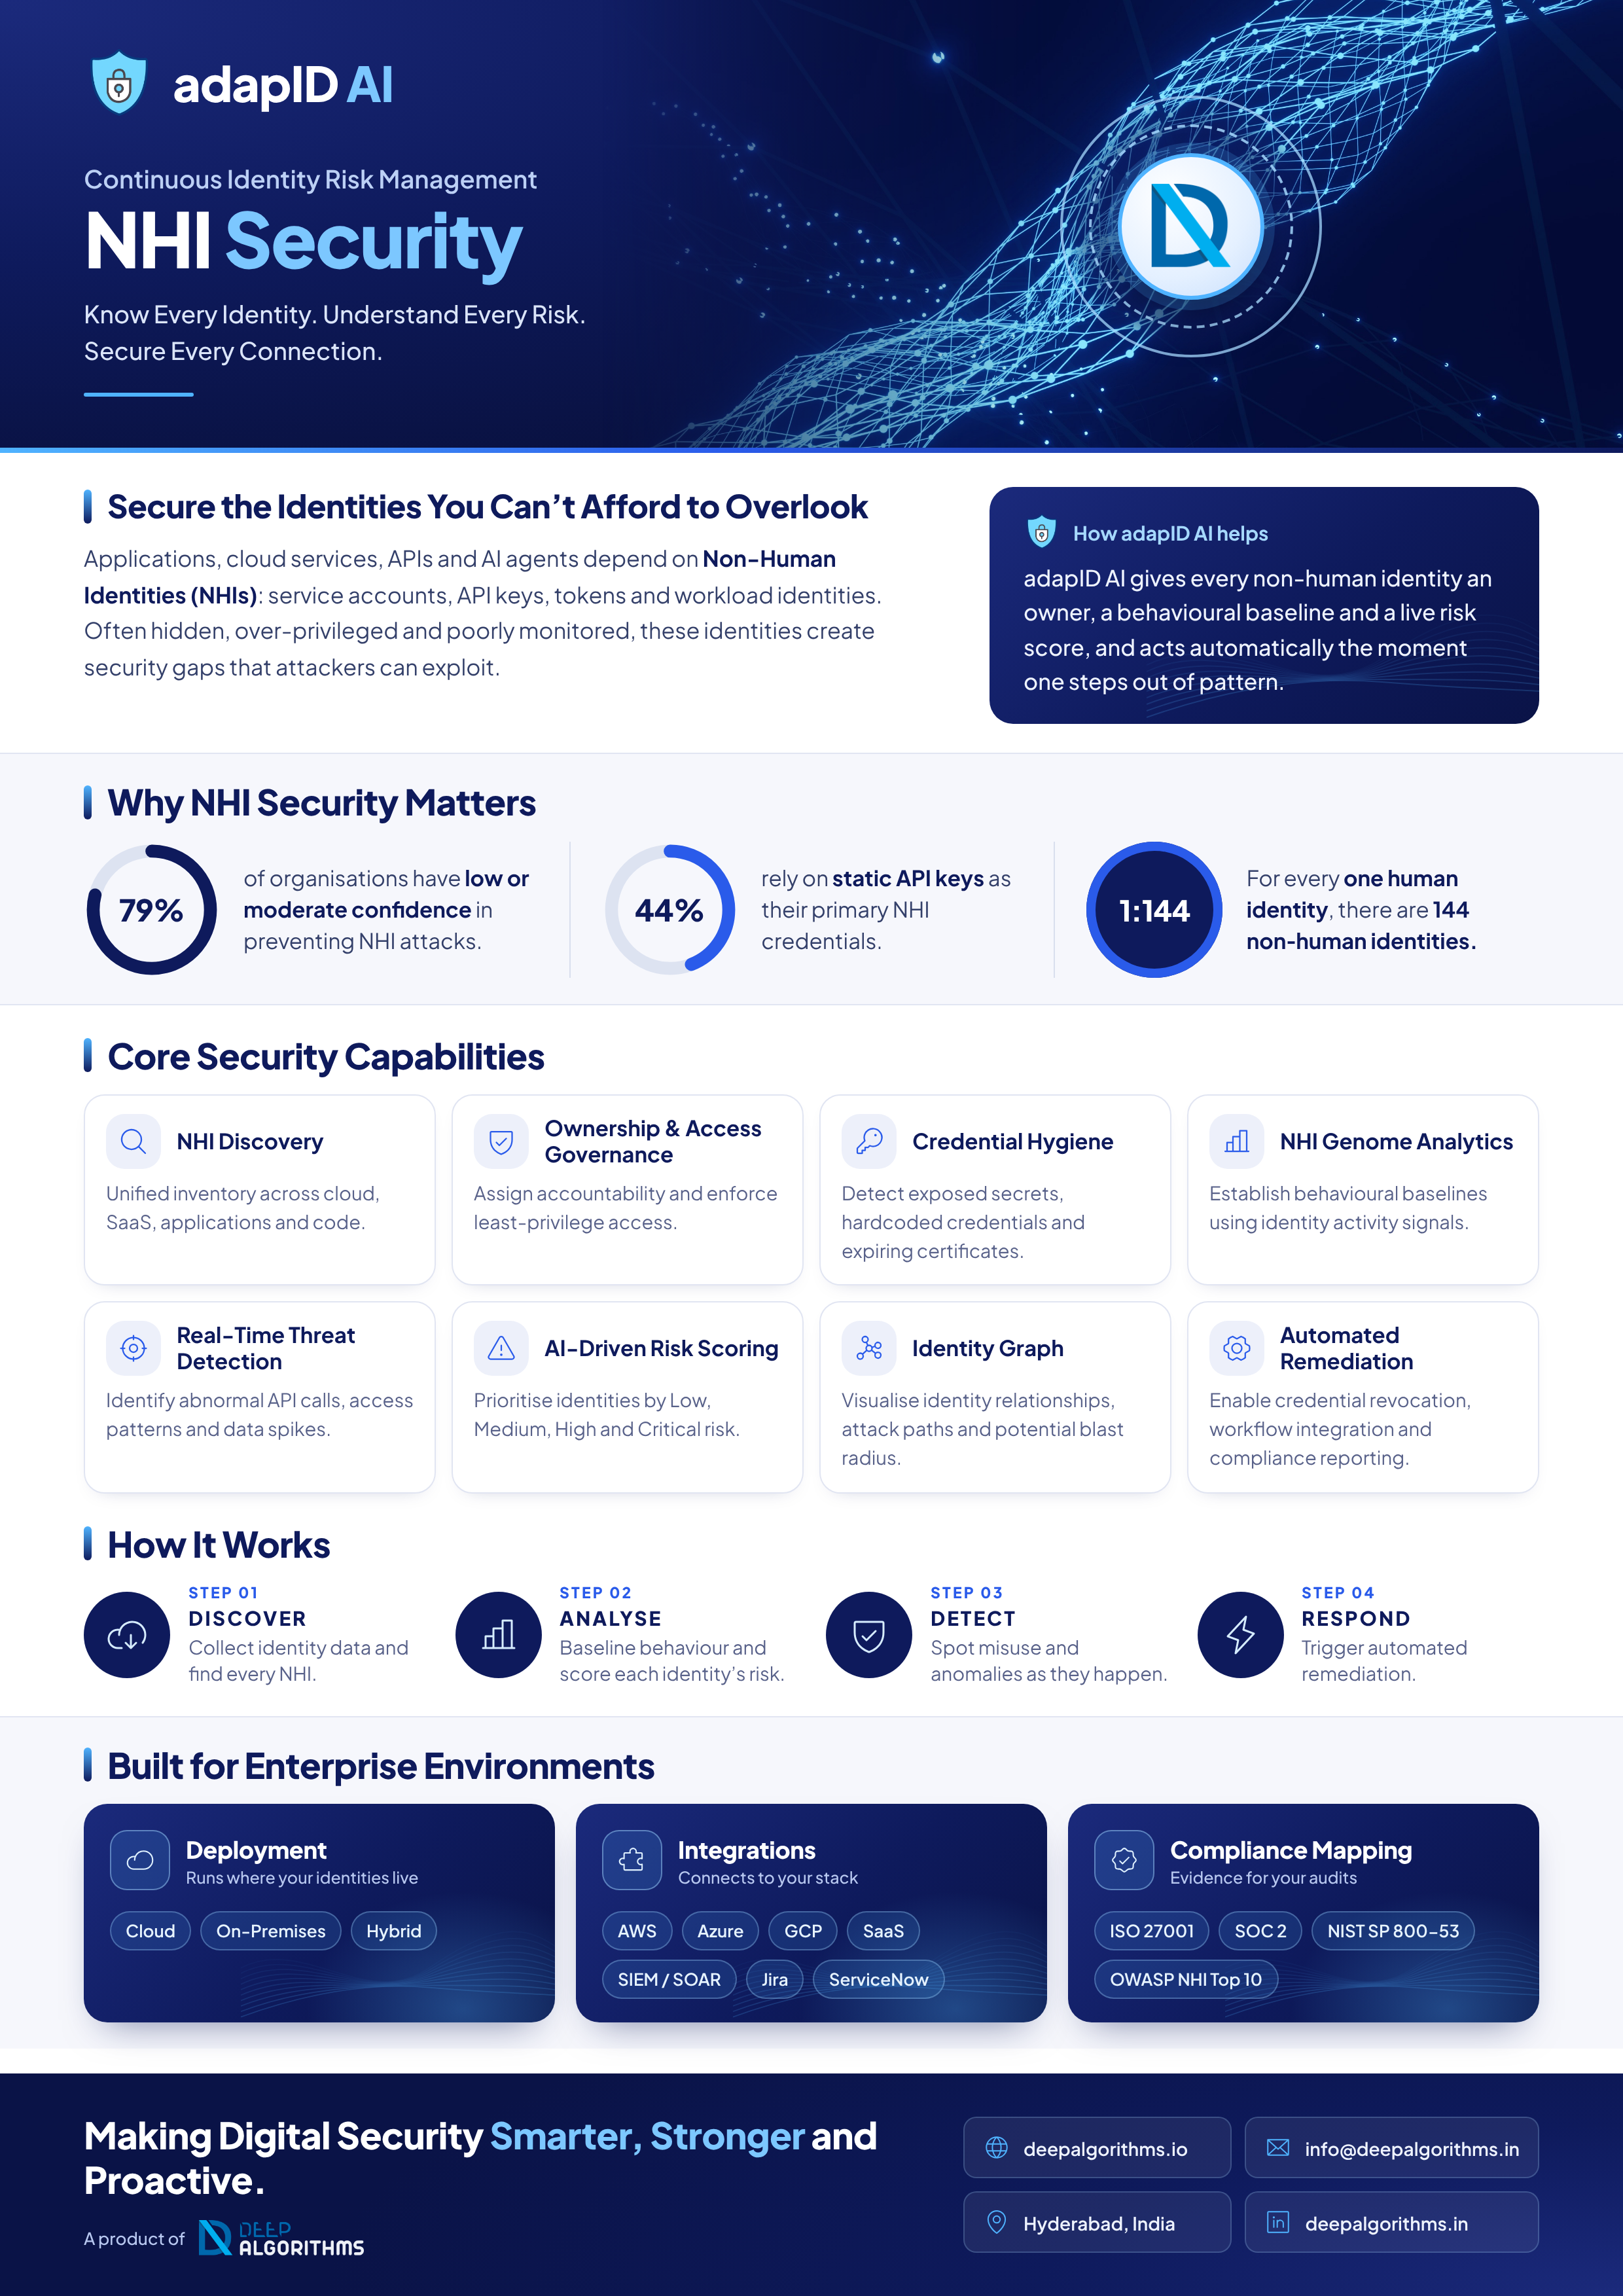 adapID AI
Continuous Identity Risk Management
NHI Security
Know Every Identity. Understand Every Risk.
Secure Every Connection.
Secure the Identities You Can’t Afford to Overlook
Applications, cloud services, APIs and AI agents depend on Non-Human
Identities (NHIs): service accounts, API keys, tokens and workload identities.
Often hidden, over-privileged and poorly monitored, these identities create
security gaps that attackers can exploit.
How adapID AI helps
adapID AI gives every non-human identity an
owner, a behavioural baseline and a live risk
score, and acts automatically the moment
one steps out of pattern.
Why NHI Security Matters
79%
of organisations have low or
moderate confidence in
preventing NHI attacks.
44%
rely on static API keys as
their primary NHI
credentials.
1:144
For every one human
identity, there are 144
non-human identities.
Core Security Capabilities
NHI Discovery
Unified inventory across cloud,
SaaS, applications and code.
Ownership & Access
Governance
Assign accountability and enforce
least-privilege access.
Credential Hygiene
Detect exposed secrets,
hardcoded credentials and
expiring certificates.
NHI Genome Analytics
Establish behavioural baselines
using identity activity signals.
Real-Time Threat
Detection
Identify abnormal API calls, access
patterns and data spikes.
AI-Driven Risk Scoring
Prioritise identities by Low,
Medium, High and Critical risk.
Identity Graph
Visualise identity relationships,
attack paths and potential blast
radius.
Automated
Remediation
Enable credential revocation,
workflow integration and
compliance reporting.
How It Works
STEP 01
DISCOVER
Collect identity data and
find every NHI.
STEP 02
ANALYSE
Baseline behaviour and
score each identity’s risk.
STEP 03
DETECT
Spot misuse and
anomalies as they happen.
STEP 04
RESPOND
Trigger automated
remediation.
Built for Enterprise Environments
Deployment
Runs where your identities live
Cloud
On-Premises
Hybrid
Integrations
Connects to your stack
AWS
Azure
GCP
SaaS
SIEM / SOAR
Jira
ServiceNow
Compliance Mapping
Evidence for your audits
ISO 27001
SOC 2
NIST SP 800-53
OWASP NHI Top 10
Making Digital Security Smarter, Stronger and
Proactive.
A product of
DEEP
ALGORITHMS
deepalgorithms.io
info@deepalgorithms.in
Hyderabad, India
deepalgorithms.in